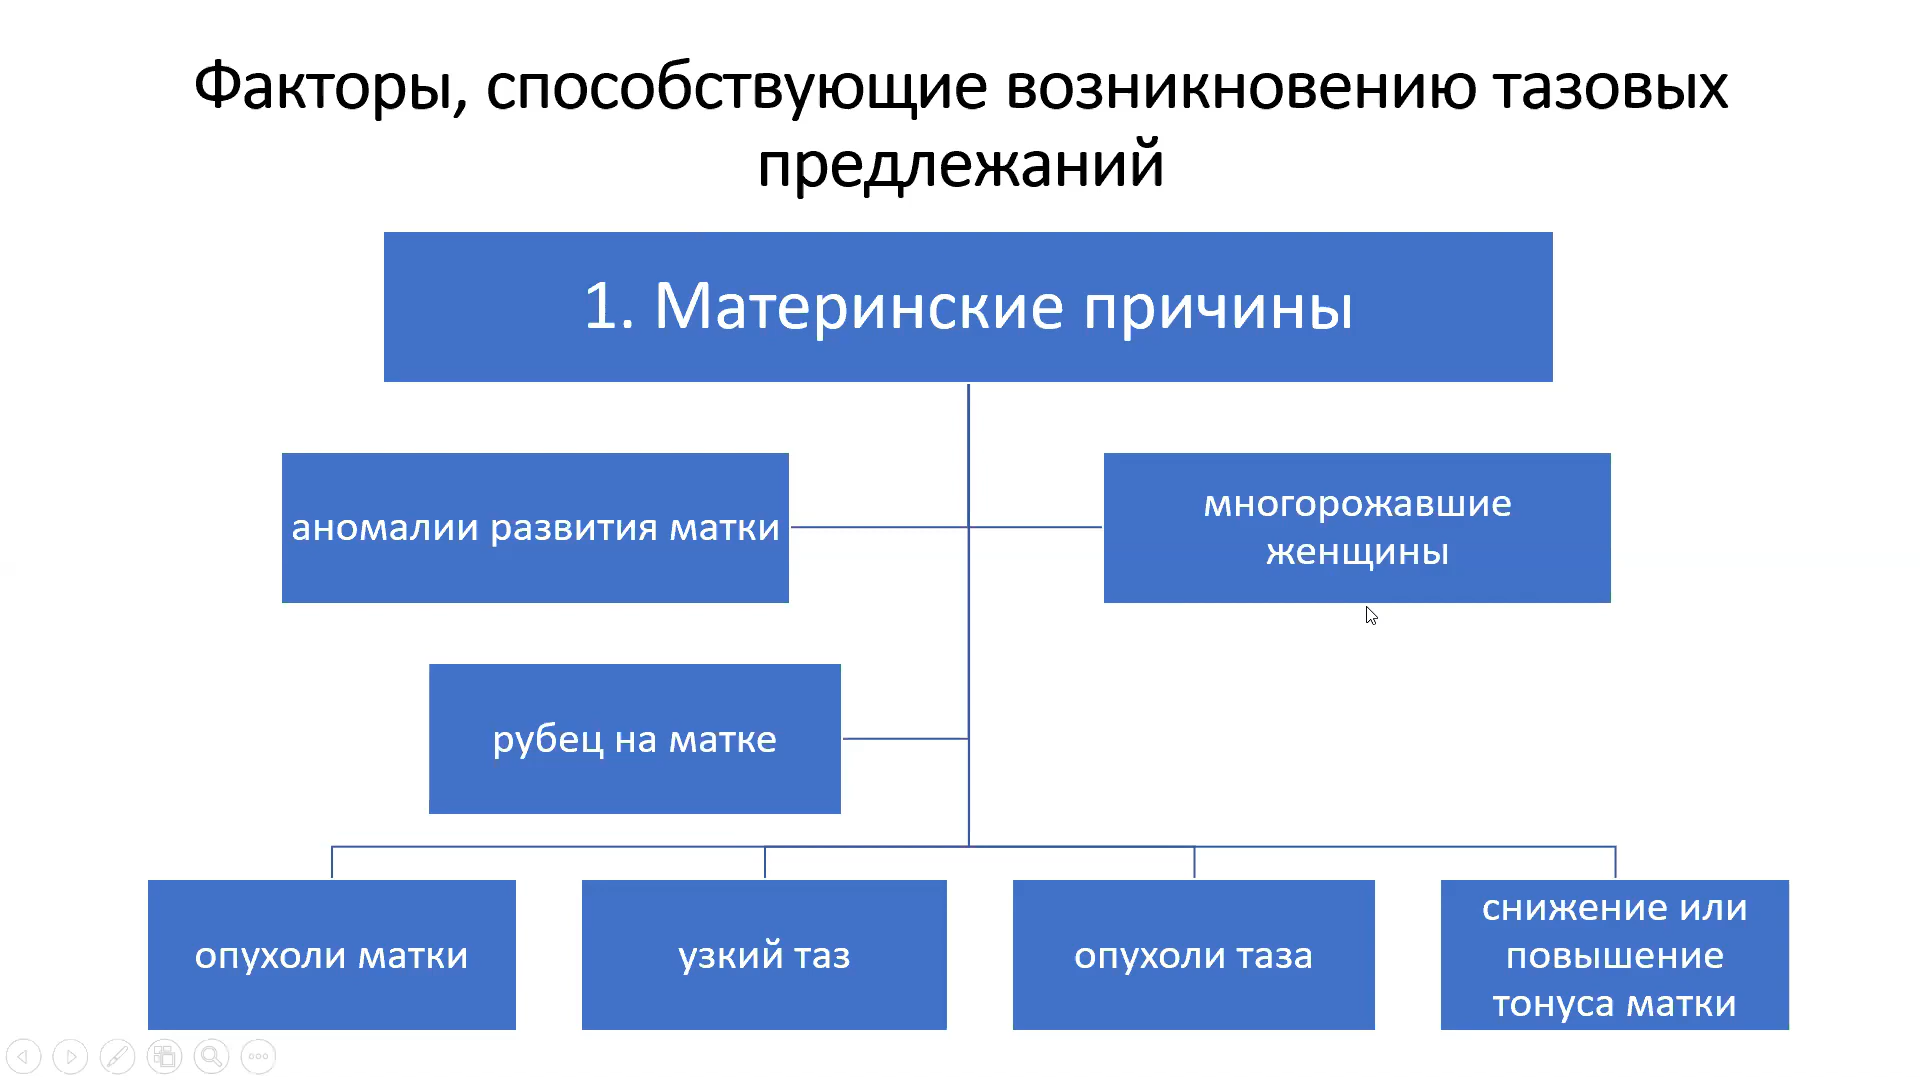 Факторы, способствующие возникновению тазовых
предлежаний
1. Материнские причины
аномалии развития матки
многорожавшие
женщины
рубец на матке
опухоли матки
узкий таз
опухоли таза
снижение или
повышение
тонуса матки